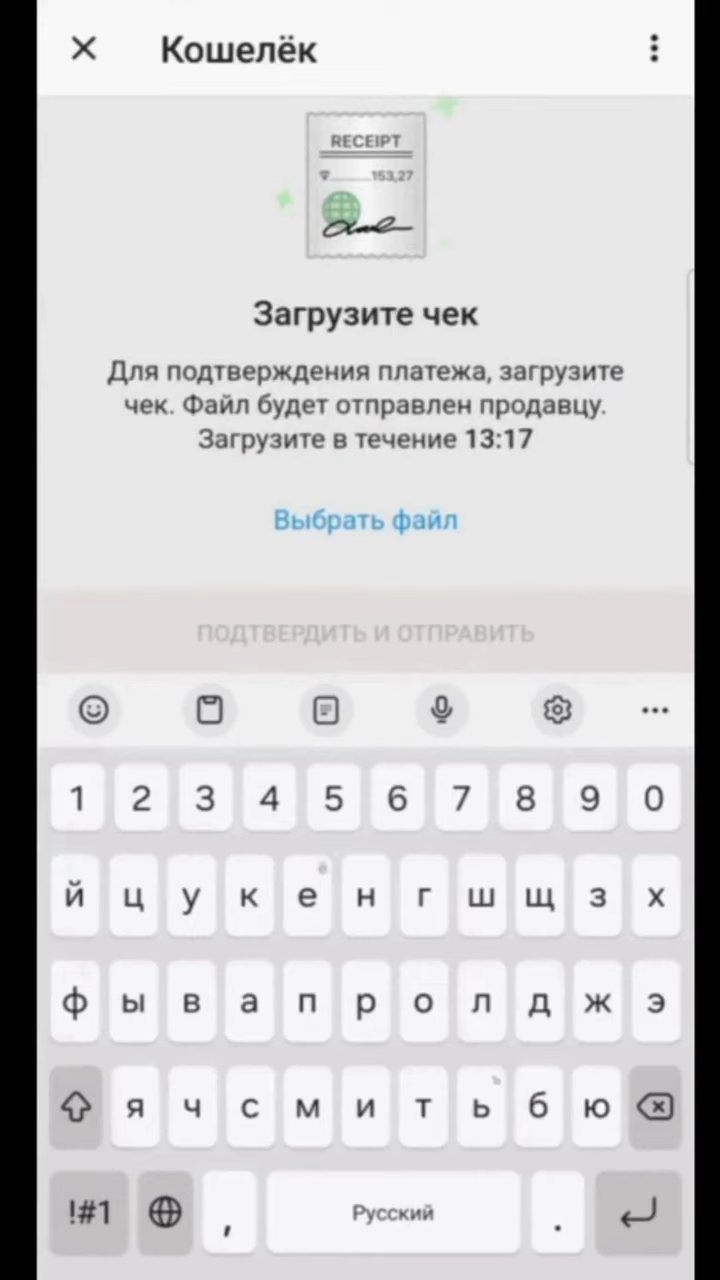 Кошелёк
RECEIPT
153,27
Загрузите чек
Для подтверждения платежа, загрузите
чек. Файл будет отправлен продавцу.
Загрузите в течение 13:17
Выбрать файл
ПОДТВЕРДИТЬ И ОТПРАВИТЬ
1 2 3 4 5 6 7 8 9 0
й ц у к е н г ш щ з х
ф ы в а п р о л д ж э
я ч с м и т ь б ю
!#1 , Русский .